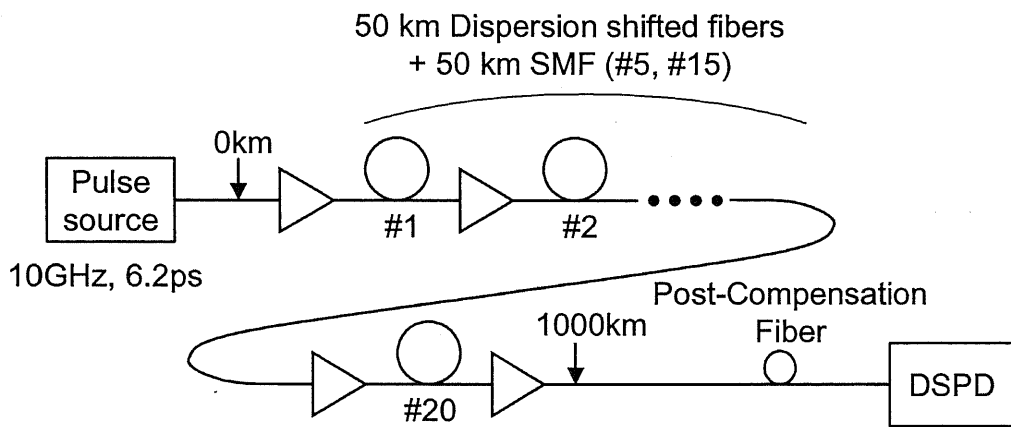 50 km Dispersion shifted fibers
+ 50 km SMF (#5, #15)
0km
Pulse
source
#1
#2
10GHz, 6.2ps
Post-Compensation
Fiber
1000km
#20
DSPD